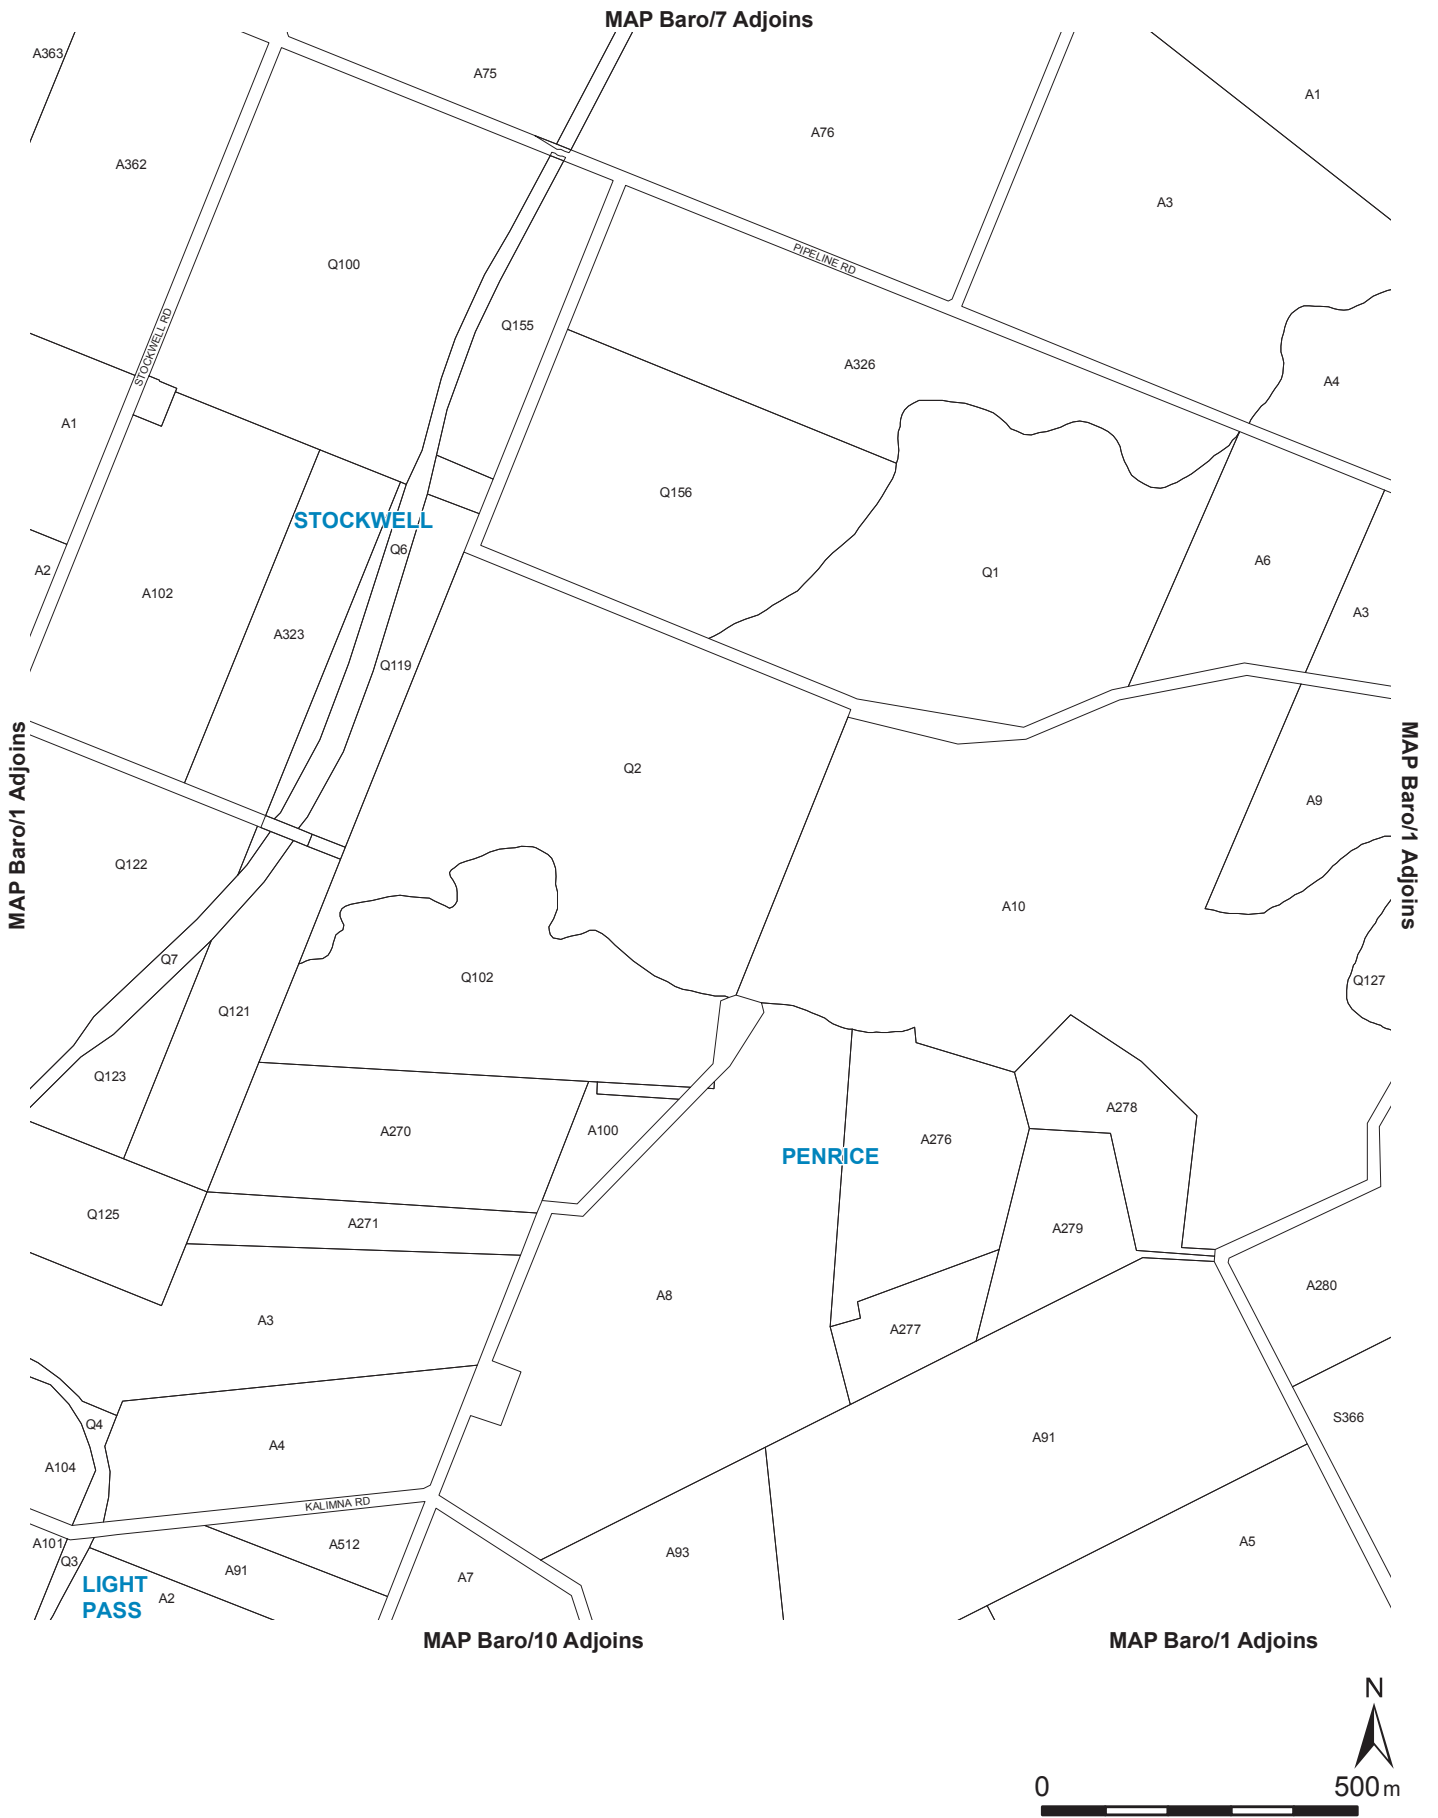 MAP Baro/7 Adjoins
A363
A75
A1
A76
A362
A3
Q100
PIPELINE RD
Q155
STOCKWELL RD
A326
A4
A1
Q156
STOCKWELL
Q6
A6
Q1
A2
A102
A3
A323
Q119
MAP Baro/1 Adjoins
MAP Baro/1 Adjoins
Q2
A9
Q122
A10
Q7
Q102
Q127
Q121
Q123
A278
A270
A100
A276
PENRICE
Q125
A271
A279
A280
A8
A3
A277
S366
Q4
A4
A91
A104
KALIMNA RD
A101
A512
A5
Q3
A93
A91
A7
LIGHT
PASS
A2
MAP Baro/10 Adjoins
MAP Baro/1 Adjoins
N
0
500 m